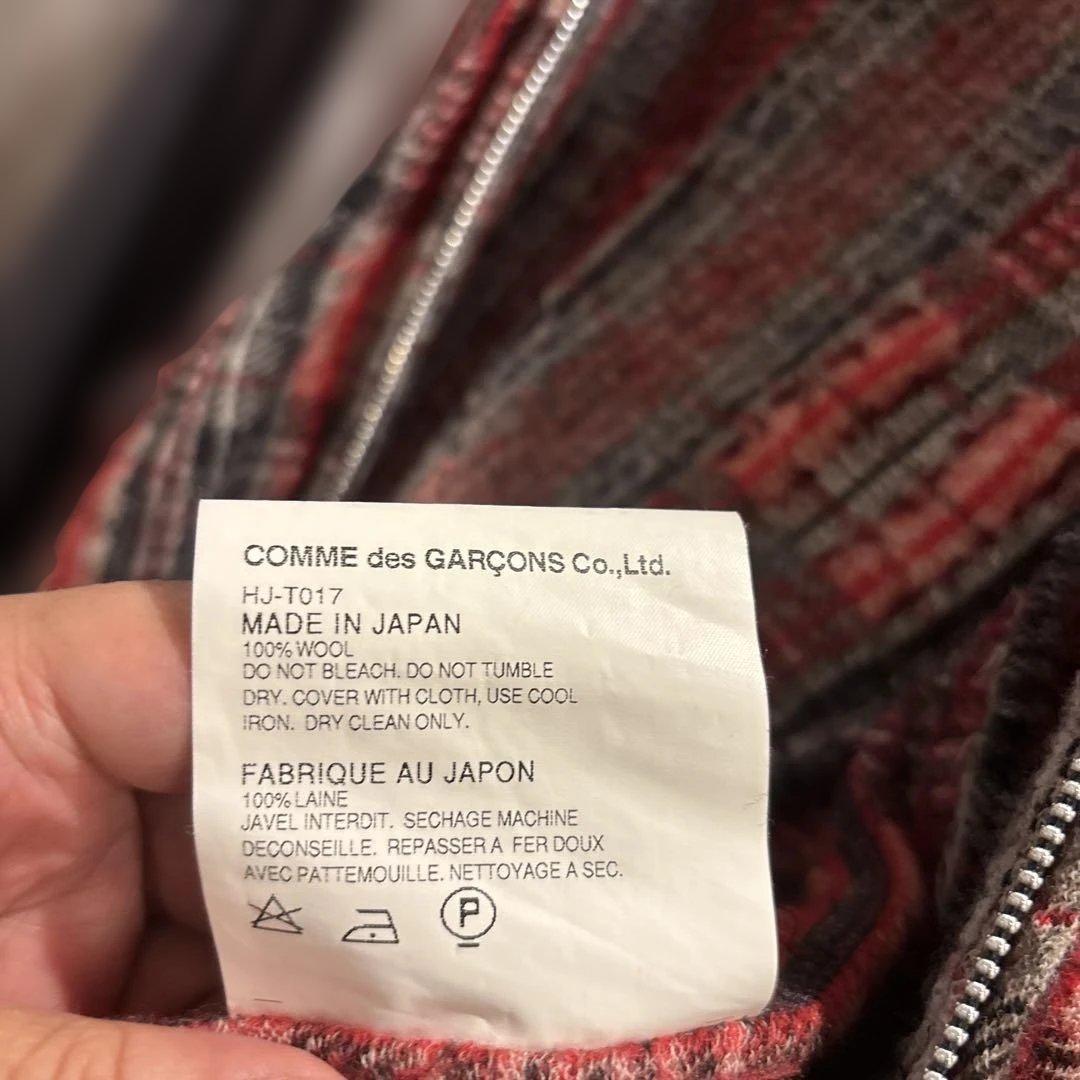 COMME des GARÇONS Co.,Ltd.
HJ-T017
MADE IN JAPAN
100% WOOL
DO NOT BLEACH. DO NOT TUMBLE
DRY. COVER WITH CLOTH, USE COOL
IRON. DRY CLEAN ONLY.
FABRIQUE AU JAPON
100% LAINE
JAVEL INTERDIT. SECHAGE MACHINE
DECONSEILLE. REPASSER A FER DOUX
AVEC PATTEMOUILLE. NETTOYAGE A SEC.
P